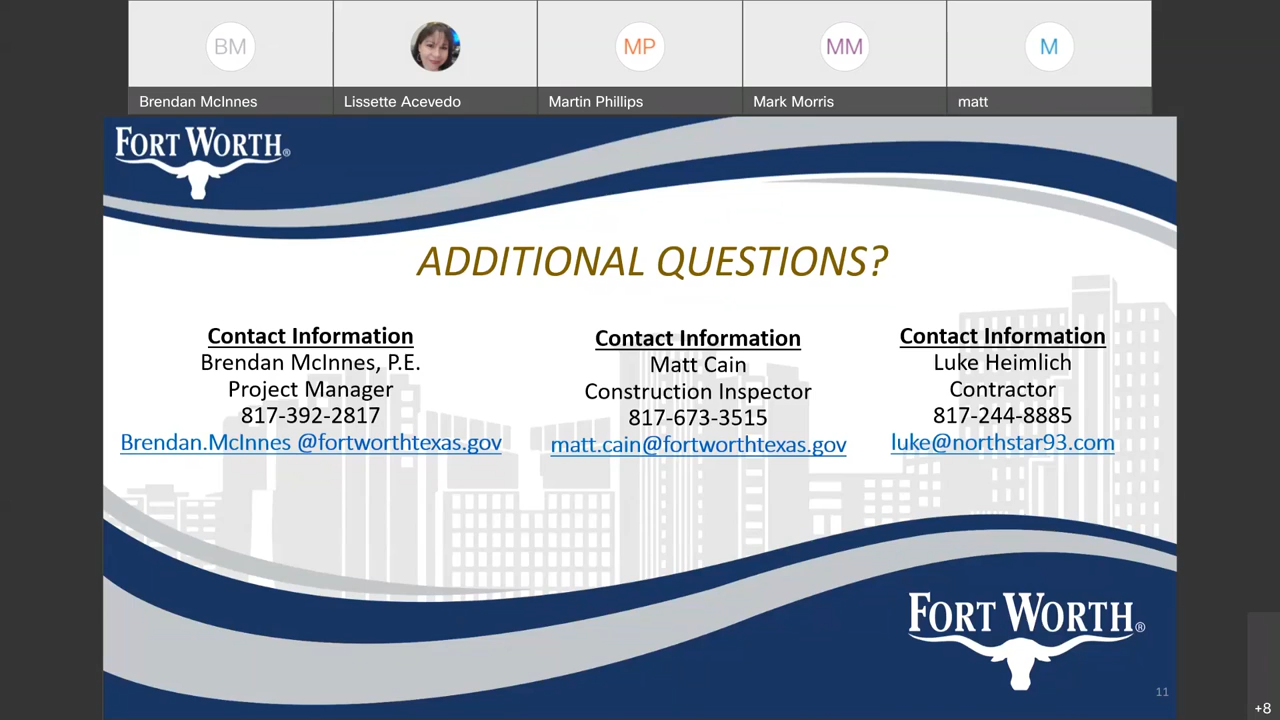 BM
MP
MM
M
Brendan McInnes
Lissette Acevedo
Martin Phillips
Mark Morris
matt
FORT WORTH®
ADDITIONAL QUESTIONS?
Contact Information
Brendan McInnes, P.E.
Project Manager
817-392-2817
Brendan.McInnes @fortworthtexas.gov
Contact Information
Matt Cain
Construction Inspector
817-673-3515
matt.cain@fortworthtexas.gov
Contact Information
Luke Heimlich
Contractor
817-244-8885
luke@northstar93.com
FORT WORTH®
11
+8